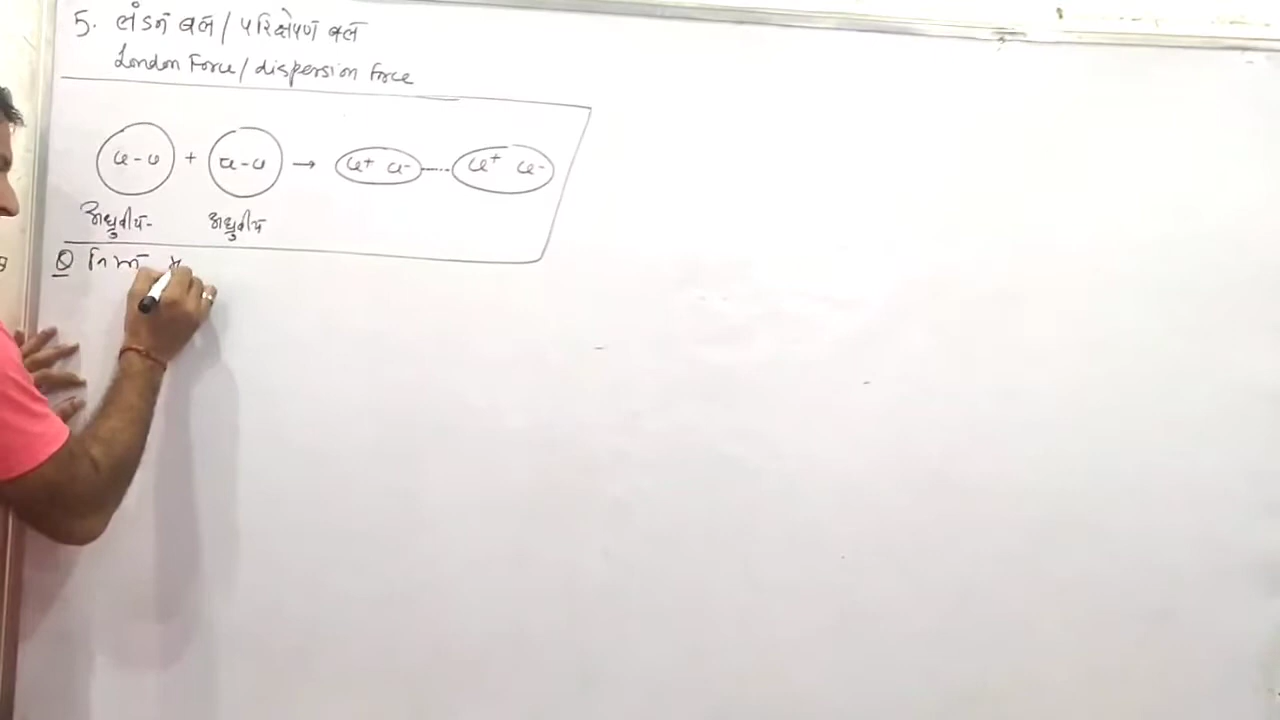 5. लंडन बल / परिक्षेपण बल
London Force / dispersion force
Cl-Cl + Cl-Cl → Cl+ Cl-.....Cl+ Cl-
अध्रुवीय- अध्रुवीय
Q निम्न